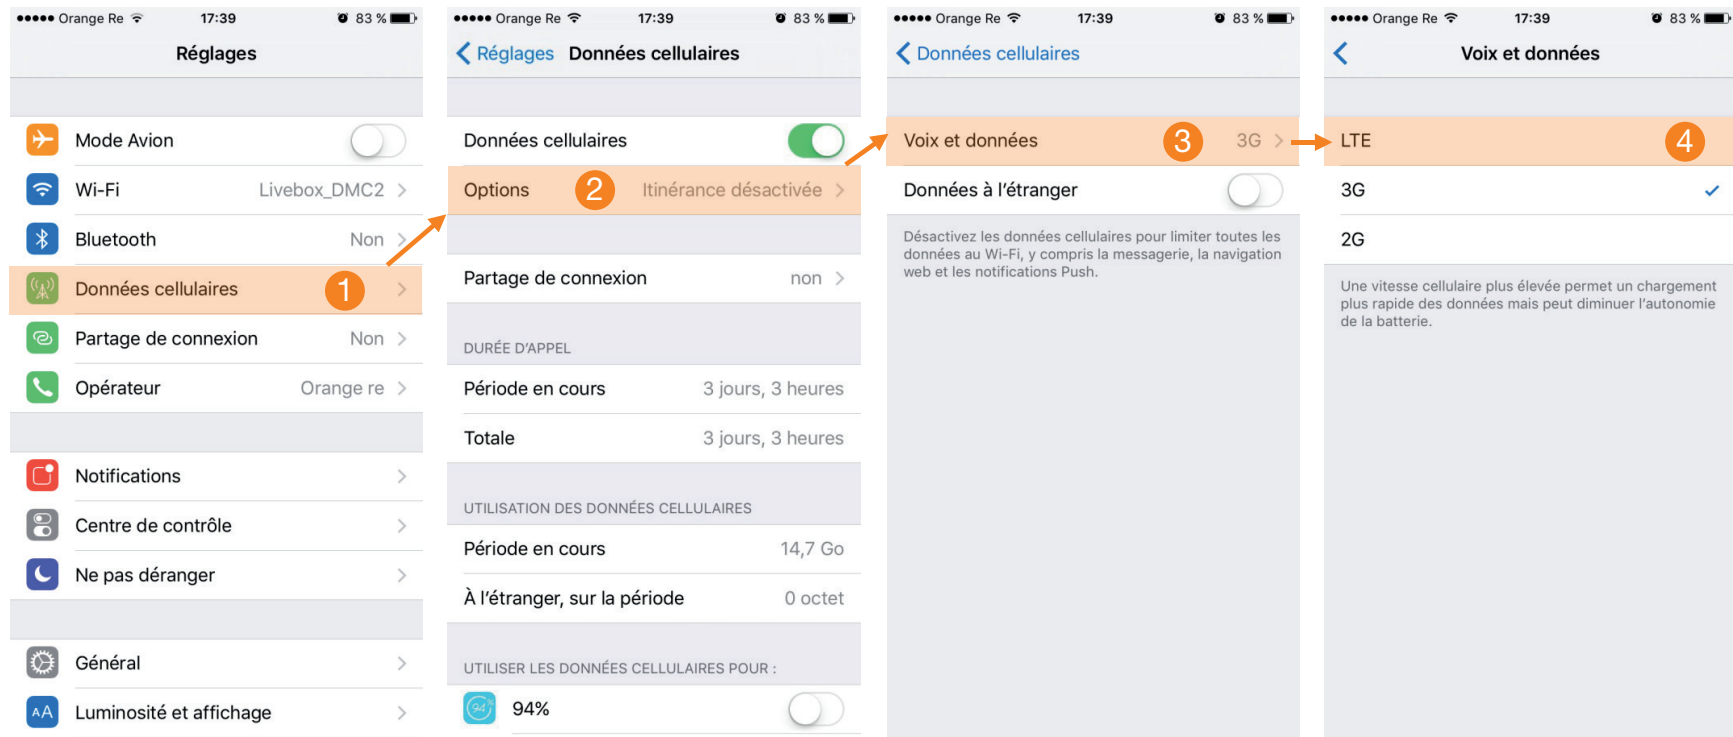 Orange Re 17:39 83 %
Réglages
Mode Avion
Wi-Fi Livebox_DMC2
Bluetooth Non
Données cellulaires 1
Partage de connexion Non
Opérateur Orange re
Notifications
Centre de contrôle
Ne pas déranger
Général
AA Luminosité et affichage
Orange Re 17:39 83 %
Réglages Données cellulaires
Données cellulaires
Options 2 Itinérance désactivée
Partage de connexion non
DURÉE D'APPEL
Période en cours 3 jours, 3 heures
Totale 3 jours, 3 heures
UTILISATION DES DONNÉES CELLULAIRES
Période en cours 14,7 Go
À l'étranger, sur la période 0 octet
UTILISER LES DONNÉES CELLULAIRES POUR :
94% 94%
Orange Re 17:39 83 %
Données cellulaires
Voix et données 3 3G
Données à l'étranger
Désactivez les données cellulaires pour limiter toutes les
données au Wi-Fi, y compris la messagerie, la navigation
web et les notifications Push.
Orange Re 17:39 83 %
Voix et données
LTE 4
3G
2G
Une vitesse cellulaire plus élevée permet un chargement
plus rapide des données mais peut diminuer l'autonomie
de la batterie.